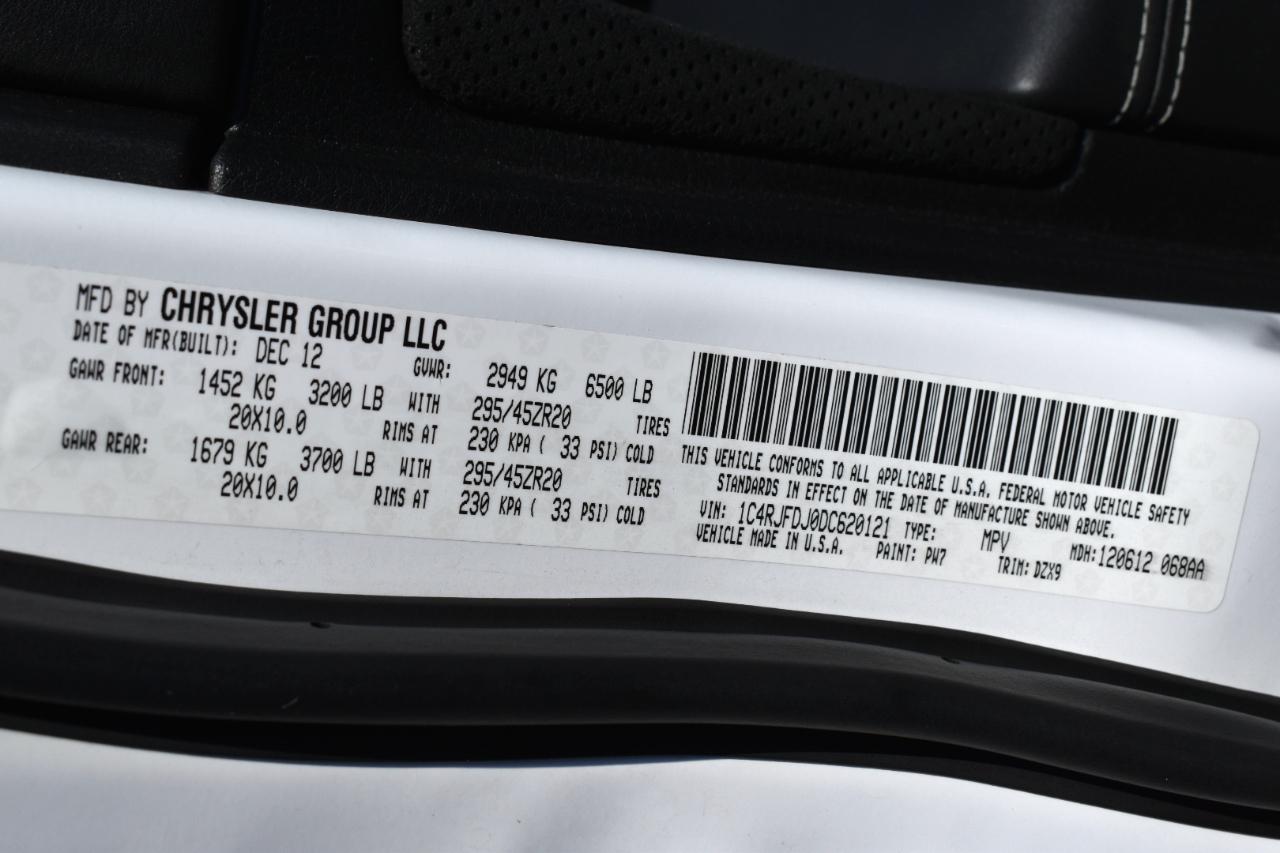 MFD BY CHRYSLER GROUP LLC
DATE OF MFR(BUILT): DEC 12 GVWR: 2949 KG 6500 LB
GAWR FRONT: 1452 KG 3200 LB WITH 295/45ZR20 TIRES
20X10.0 RIMS AT 230 KPA ( 33 PSI) COLD
GAWR REAR: 1679 KG 3700 LB WITH 295/45ZR20 TIRES
20X10.0 RIMS AT 230 KPA ( 33 PSI) COLD
THIS VEHICLE CONFORMS TO ALL APPLICABLE U.S.A. FEDERAL MOTOR VEHICLE SAFETY
STANDARDS IN EFFECT ON THE DATE OF MANUFACTURE SHOWN ABOVE.
VIN: 1C4RJFDJ0DC620121 TYPE: MPV MDH:120612 068AA
VEHICLE MADE IN U.S.A. PAINT: PW7 TRIM: DZX9